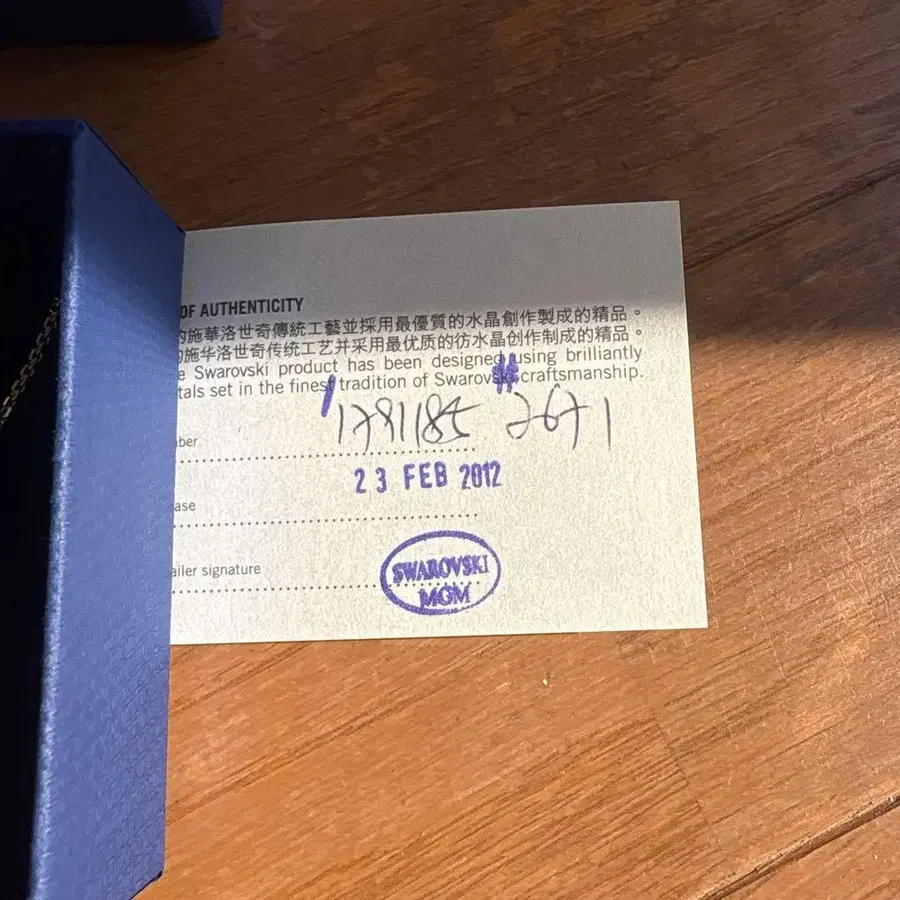 OF AUTHENTICITY
的施華洛世奇傳統工藝並採用最優質的水晶創作製成的精品。
的施华洛世奇传统工艺并采用最优质的仿水晶创作制成的精品。
e Swarovski product has been designed using brilliantly
tals set in the finest tradition of Swarovski craftsmanship.
ber 1791185 2671
23 FEB 2012
ase
ailer signature
SWAROVSKI
MGM